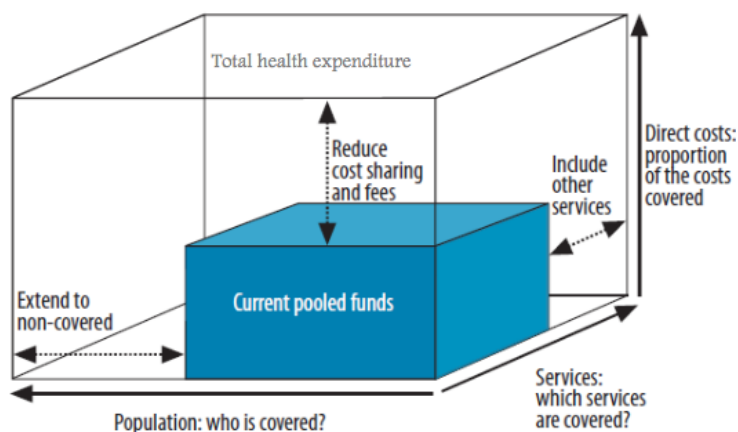 Total health expenditure
Reduce
cost sharing
and fees
Include
other
services
Direct costs:
proportion
of the costs
covered
Extend to
non-covered
Current pooled funds
Services:
which services
are covered?
Population: who is covered?